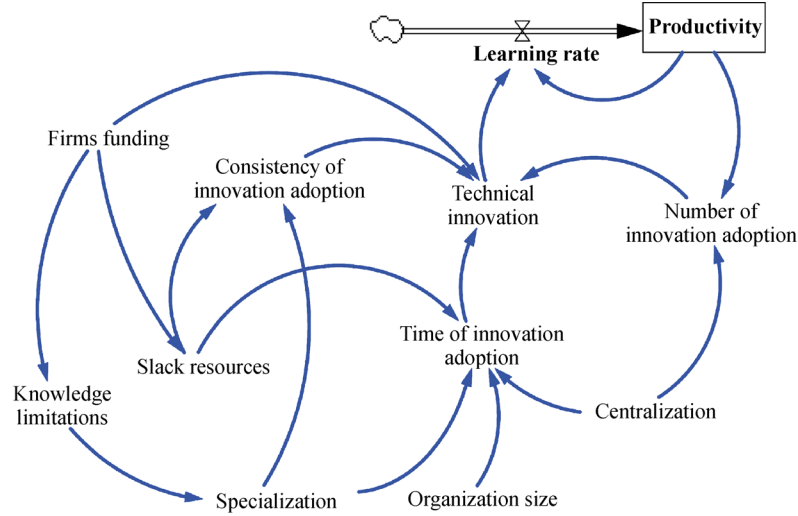 Productivity
Learning rate
Firms funding
Consistency of
innovation adoption
Technical
innovation
Number of
innovation adoption
Time of innovation
adoption
Slack resources
Knowledge
limitations
Centralization
Specialization
Organization size